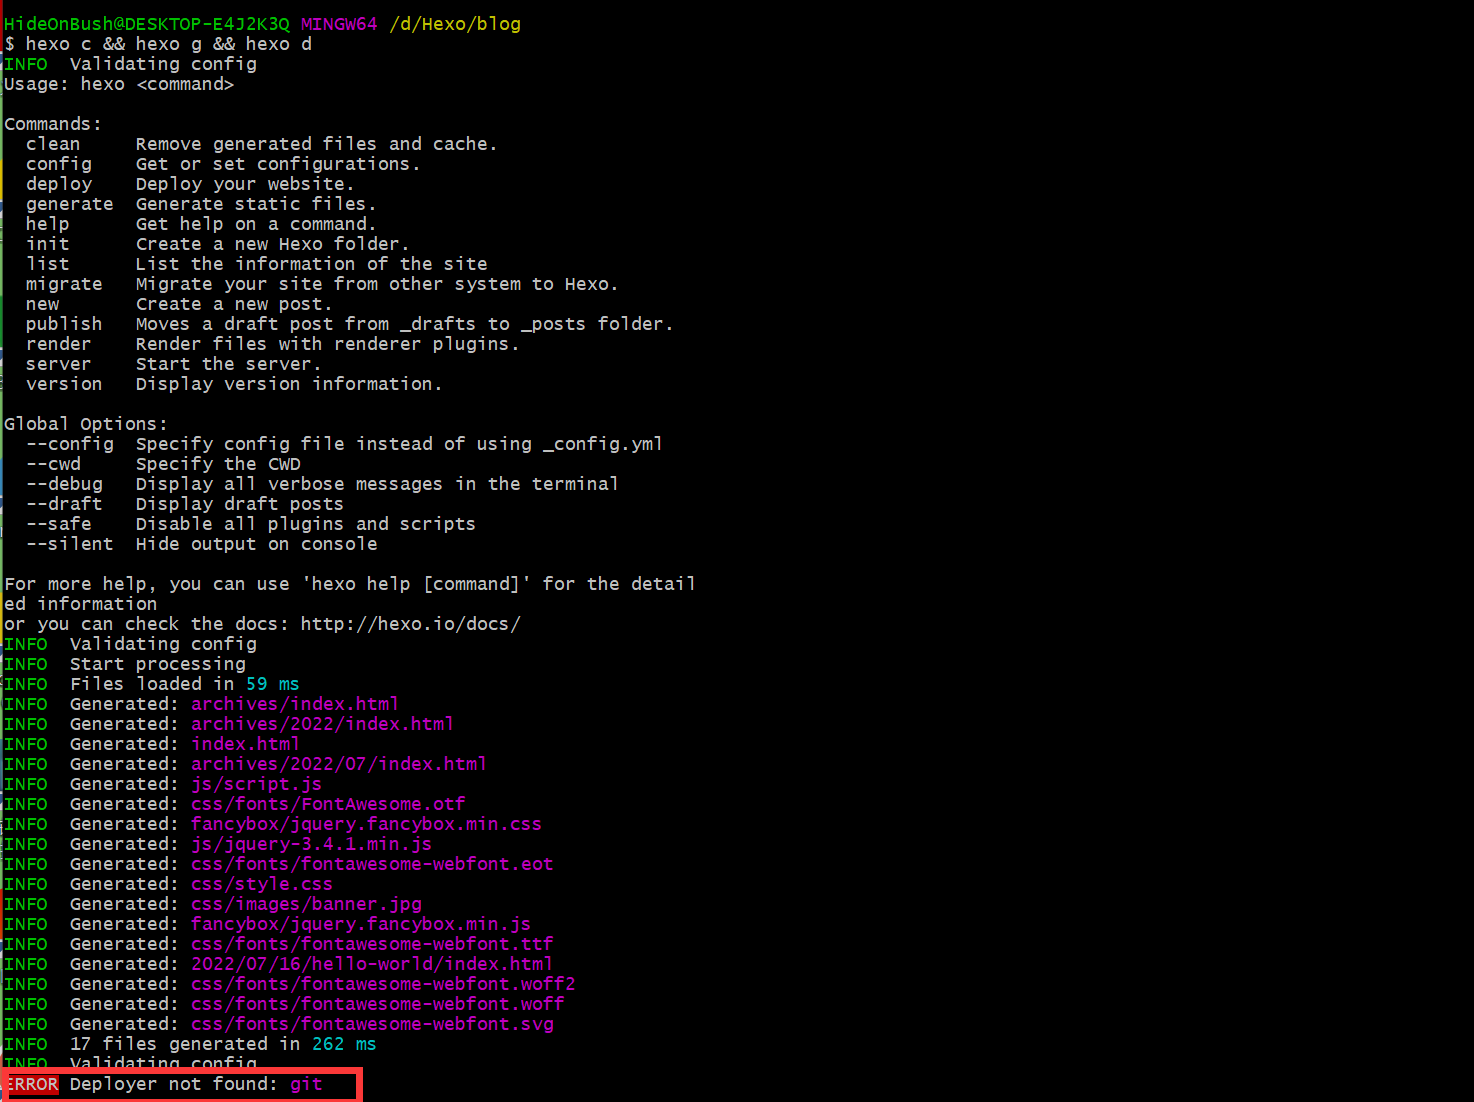 HideOnBush@DESKTOP-E4J2K3Q MINGW64 /d/Hexo/blog
$ hexo c && hexo g && hexo d
INFO  Validating config
Usage: hexo <command>
Commands:
clean     Remove generated files and cache.
config    Get or set configurations.
deploy    Deploy your website.
generate  Generate static files.
help      Get help on a command.
init      Create a new Hexo folder.
list      List the information of the site
migrate   Migrate your site from other system to Hexo.
new       Create a new post.
publish   Moves a draft post from _drafts to _posts folder.
render    Render files with renderer plugins.
server    Start the server.
version   Display version information.
Global Options:
--config  Specify config file instead of using _config.yml
--cwd     Specify the CWD
--debug   Display all verbose messages in the terminal
--draft   Display draft posts
--safe    Disable all plugins and scripts
--silent  Hide output on console
For more help, you can use 'hexo help [command]' for the detail
ed information
or you can check the docs: http://hexo.io/docs/
INFO  Validating config
INFO  Start processing
INFO  Files loaded in 59 ms
INFO  Generated: archives/index.html
INFO  Generated: archives/2022/index.html
INFO  Generated: index.html
INFO  Generated: archives/2022/07/index.html
INFO  Generated: js/script.js
INFO  Generated: css/fonts/FontAwesome.otf
INFO  Generated: fancybox/jquery.fancybox.min.css
INFO  Generated: js/jquery-3.4.1.min.js
INFO  Generated: css/fonts/fontawesome-webfont.eot
INFO  Generated: css/style.css
INFO  Generated: css/images/banner.jpg
INFO  Generated: fancybox/jquery.fancybox.min.js
INFO  Generated: css/fonts/fontawesome-webfont.ttf
INFO  Generated: 2022/07/16/hello-world/index.html
INFO  Generated: css/fonts/fontawesome-webfont.woff2
INFO  Generated: css/fonts/fontawesome-webfont.woff
INFO  Generated: css/fonts/fontawesome-webfont.svg
INFO  17 files generated in 262 ms
INFO  Validating config
ERROR Deployer not found: git